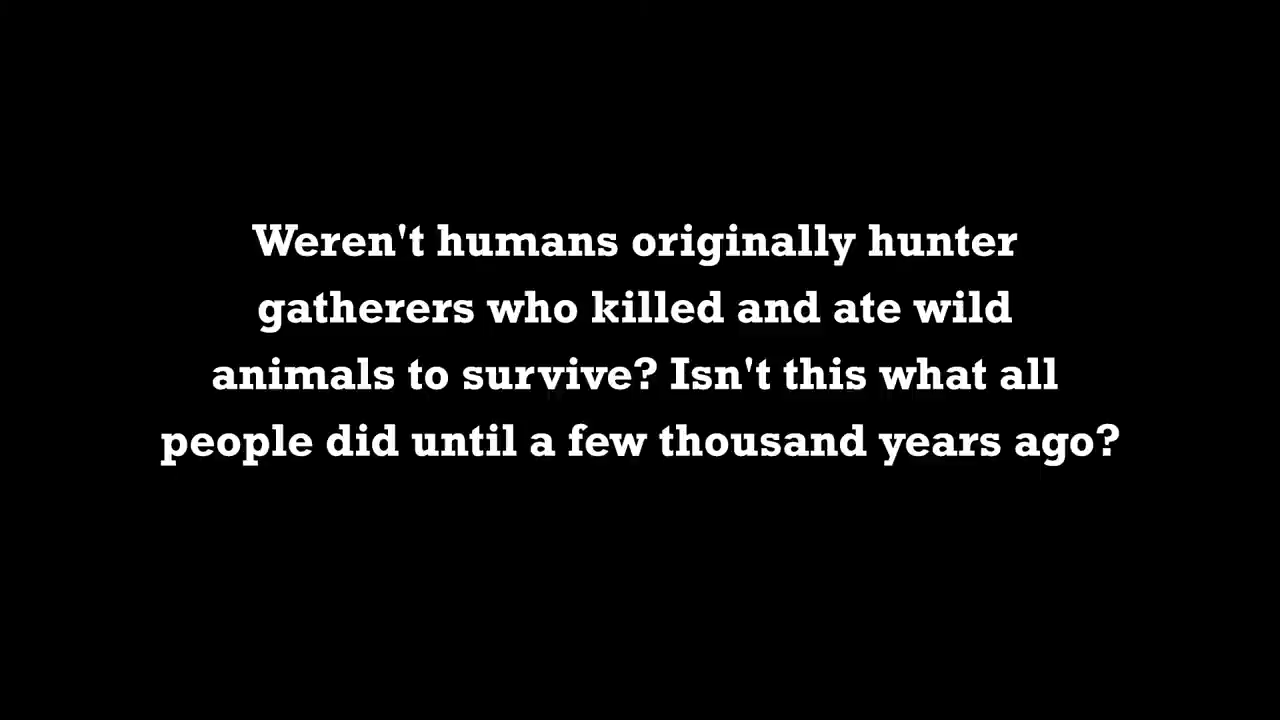 Weren't humans originally hunter
gatherers who killed and ate wild
animals to survive? Isn't this what all
people did until a few thousand years ago?